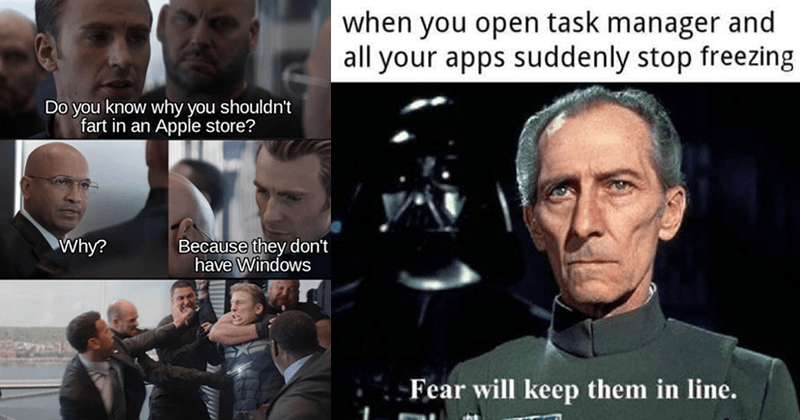 Do you know why you shouldn't
fart in an Apple store?
Why?
Because they don't
have Windows
when you open task manager and
all your apps suddenly stop freezing
Fear will keep them in line.